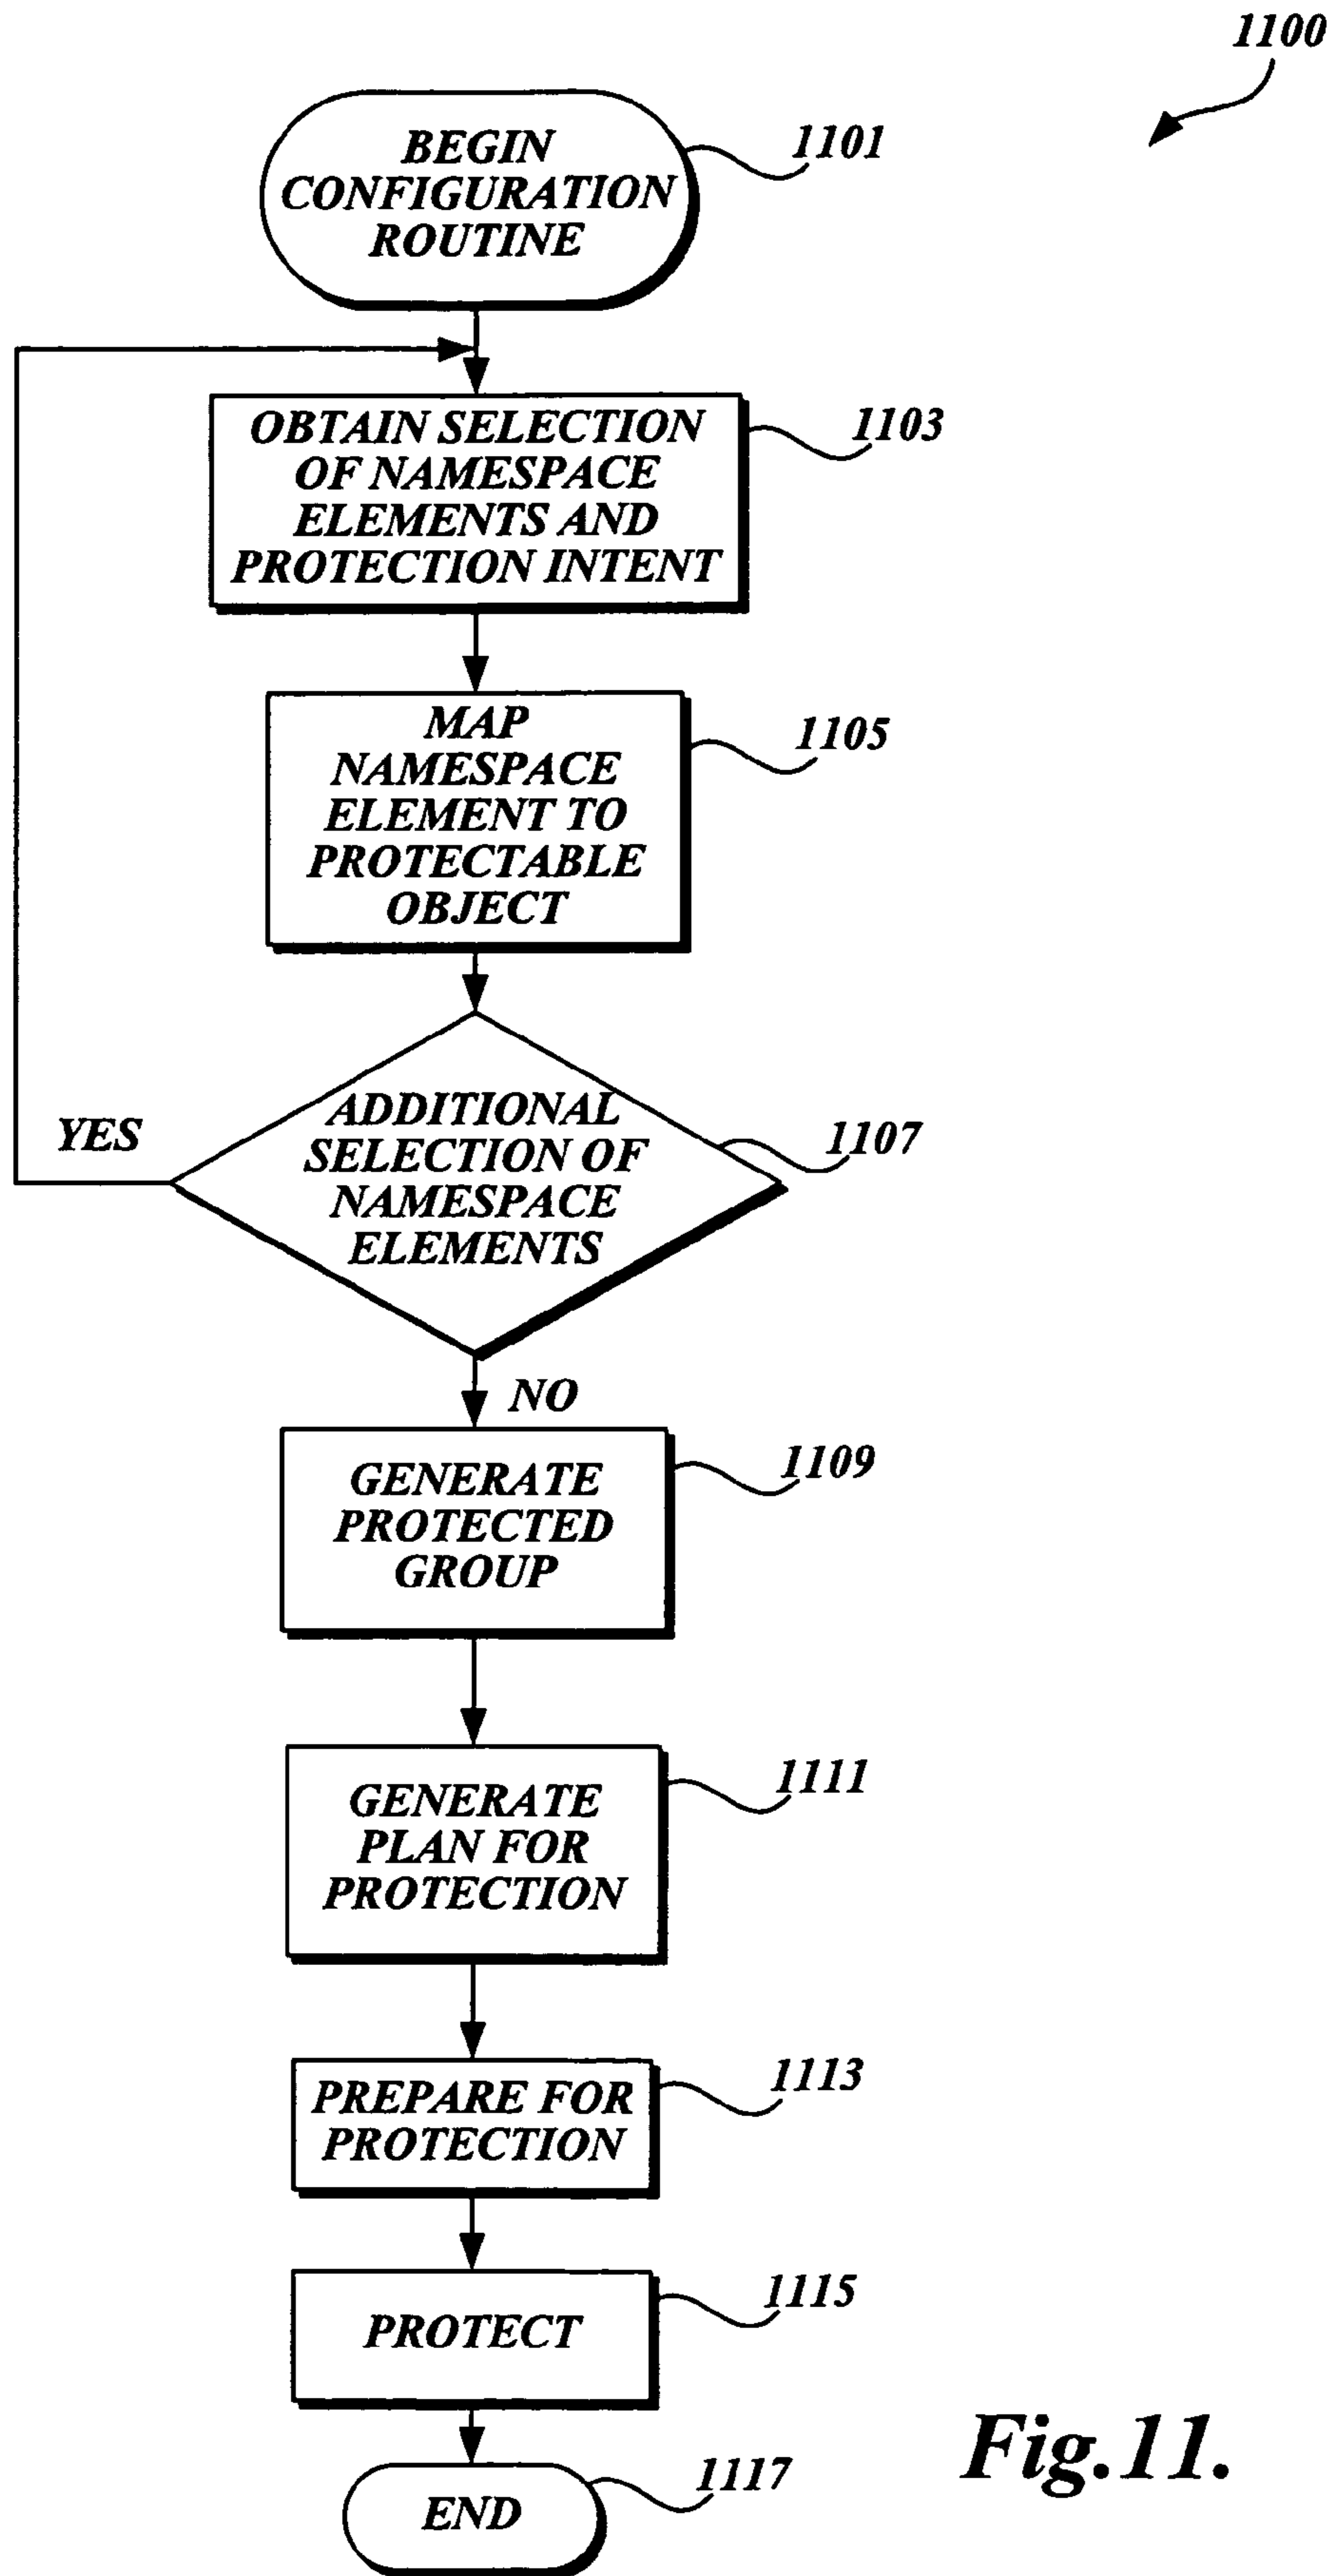 1100
BEGIN
CONFIGURATION
ROUTINE
1101
OBTAIN SELECTION
OF NAMESPACE
ELEMENTS AND
PROTECTION INTENT
1103
MAP
NAMESPACE
ELEMENT TO
PROTECTABLE
OBJECT
1105
ADDITIONAL
SELECTION OF
NAMESPACE
ELEMENTS
1107
YES
NO
GENERATE
PROTECTED
GROUP
1109
GENERATE
PLAN FOR
PROTECTION
1111
PREPARE FOR
PROTECTION
1113
PROTECT
1115
END
1117
Fig.11.